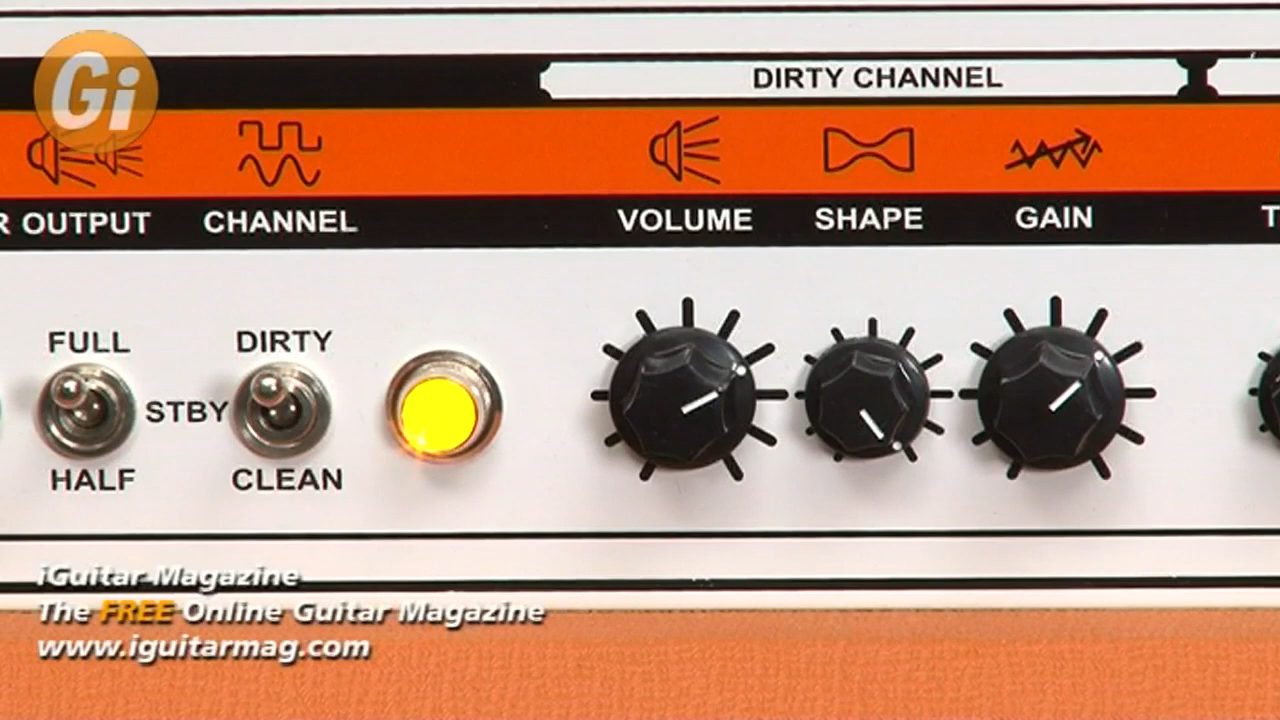 Gi
DIRTY CHANNEL
R OUTPUT CHANNEL VOLUME SHAPE GAIN T
FULL DIRTY
STBY
HALF CLEAN
iGuitar Magazine
The FREE Online Guitar Magazine
www.iguitarmag.com